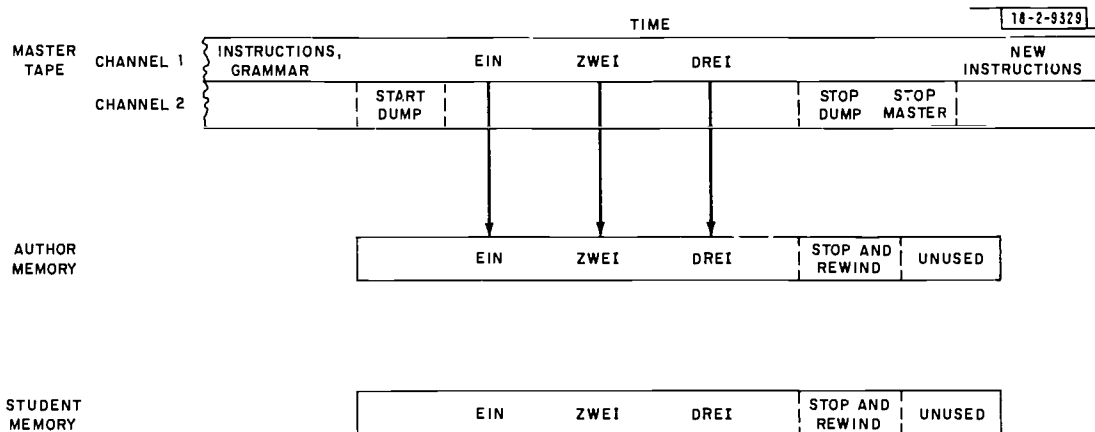 18-2-9329
TIME
MASTER
TAPE
CHANNEL 1
INSTRUCTIONS,
GRAMMAR
EIN
ZWEI
DREI
NEW
INSTRUCTIONS
CHANNEL 2
START
DUMP
STOP
DUMP
STOP
MASTER
AUTHOR
MEMORY
EIN
ZWEI
DREI
STOP AND
REWIND
UNUSED
STUDENT
MEMORY
EIN
ZWEI
DREI
STOP AND
REWIND
UNUSED